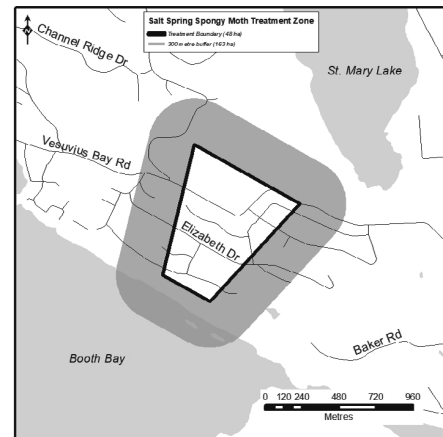 Salt Spring Spongy Moth Treatment Zone
Treatment Boundary (48 ha)
300 metre buffer (163 ha)
Channel Ridge Dr
St. Mary Lake
Vesuvius Bay Rd
Elizabeth Dr
Baker Rd
Booth Bay
0 120 240 480 720 960
Metres